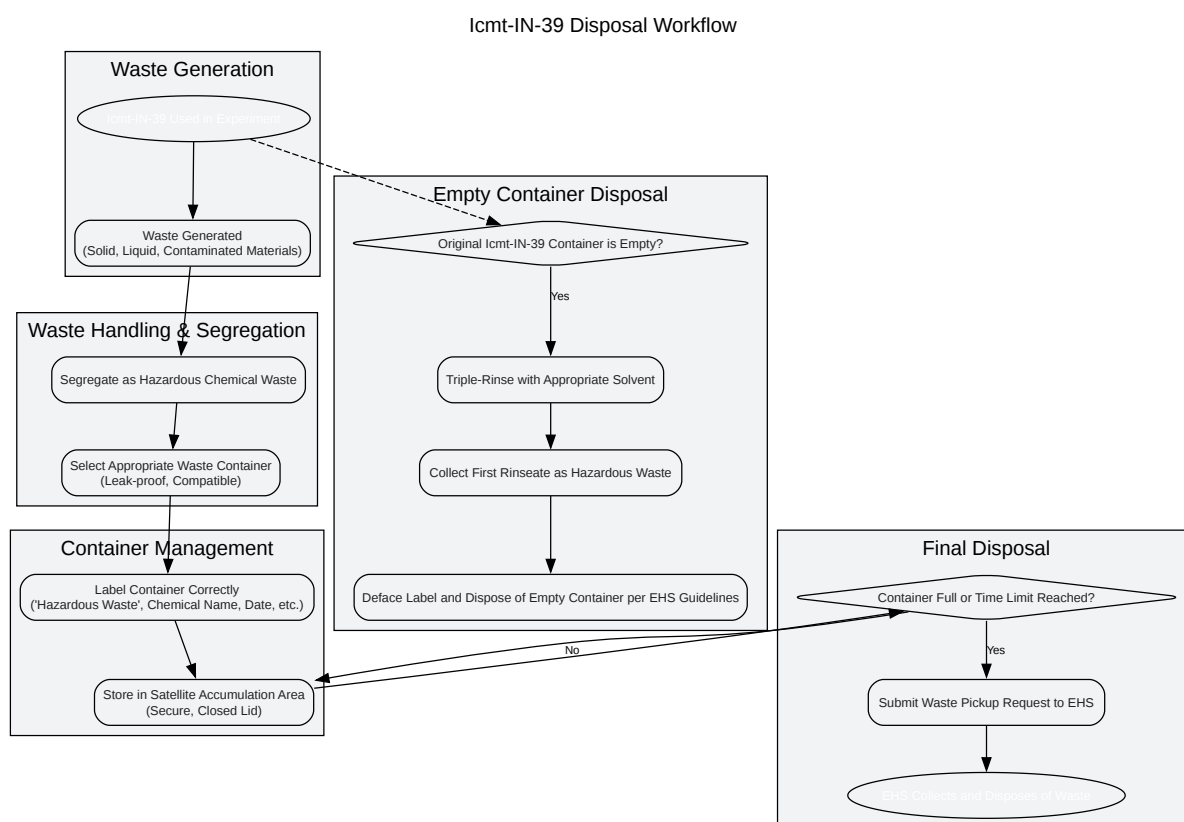 Icmt-IN-39 Disposal Workflow
Waste Generation
Icmt-IN-39 Used in Experiment
Waste Generated
(Solid, Liquid, Contaminated Materials)
Waste Handling & Segregation
Segregate as Hazardous Chemical Waste
Select Appropriate Waste Container
(Leak-proof, Compatible)
Container Management
Label Container Correctly
('Hazardous Waste', Chemical Name, Date, etc.)
Store in Satellite Accumulation Area
(Secure, Closed Lid)
Empty Container Disposal
Original Icmt-IN-39 Container is Empty?
Yes
Triple-Rinse with Appropriate Solvent
Collect First Rinseate as Hazardous Waste
Deface Label and Dispose of Empty Container per EHS Guidelines
No
Final Disposal
Container Full or Time Limit Reached?
Yes
Submit Waste Pickup Request to EHS
EHS Collects and Disposes of Waste